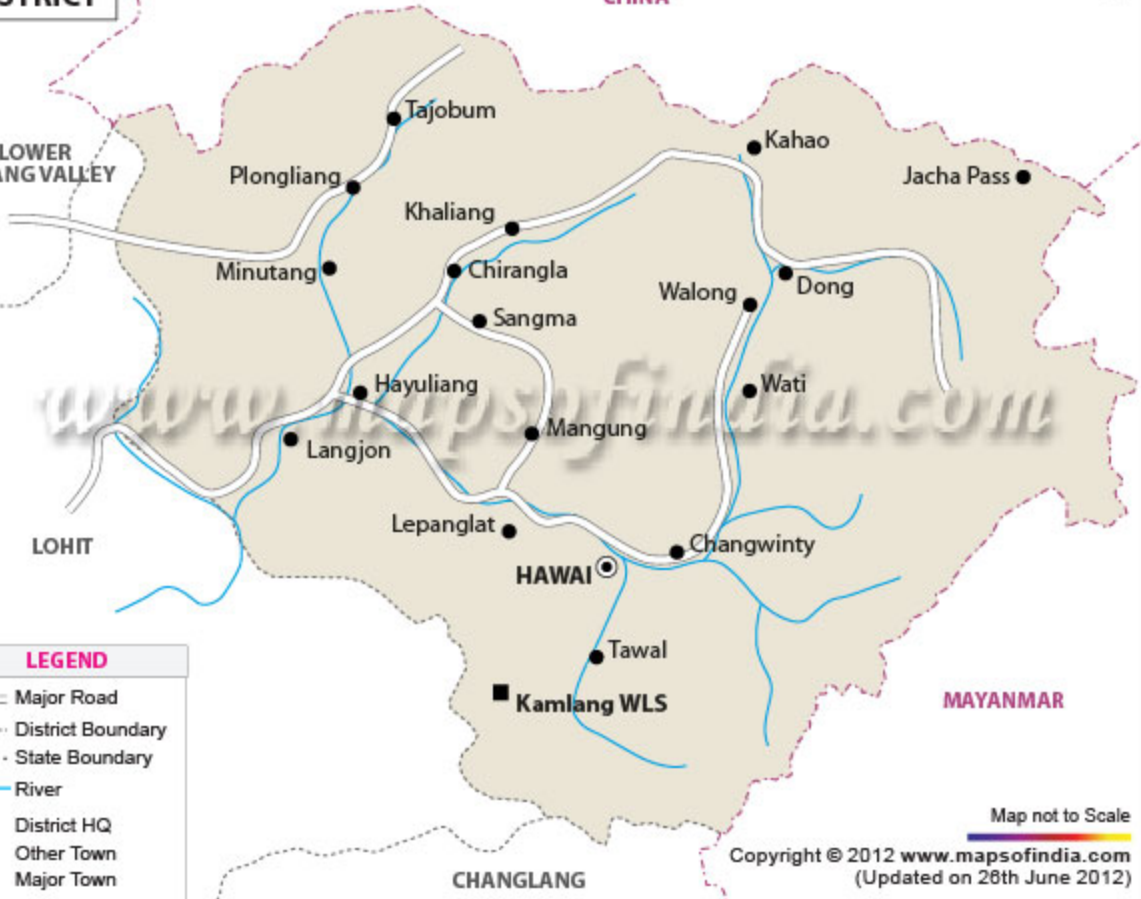 CHINA
Tajobum
Kahao
LOWER
VALLEY
Plongliang
Jacha Pass
Khaliang
Minutang
Chirangla
Dong
Walong
Sangma
www.mapsofindia.com
Hayuliang
Wati
Mangung
Langjon
Lepanglat
Changwinty
LOHIT
HAWAI
Tawal
LEGEND
Kamlang WLS
Major Road
MAYANMAR
District Boundary
State Boundary
River
District HQ
Other Town
Major Town
Map not to Scale
CHANGLANG
Copyright © 2012 www.mapsofindia.com
(Updated on 26th June 2012)